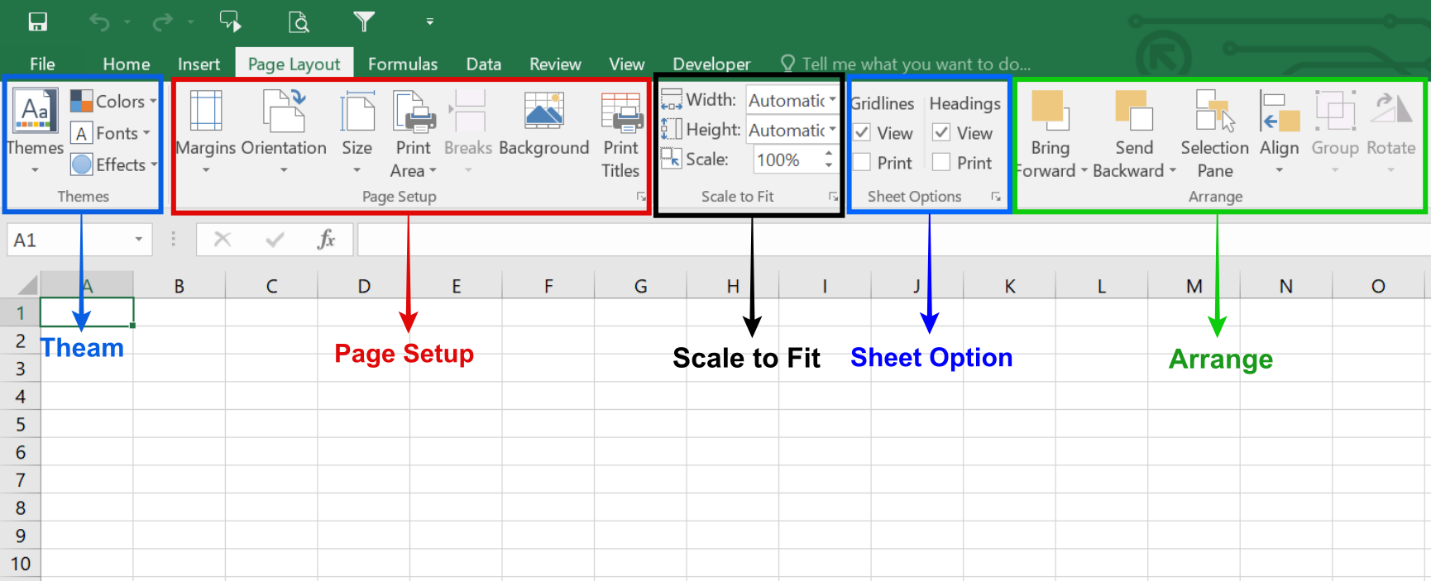 File Home Insert Page Layout Formulas Data Review View Developer Tell me what you want to do...
Aa Colors Width: Automatic Gridlines Headings
A Fonts Height: Automatic View View
Themes Margins Orientation Size Print Breaks Background Print Bring Send Selection Align Group Rotate
Effects Area Titles Scale: 100% Print Print Forward Backward Pane
Themes Page Setup Scale to Fit Sheet Options Arrange
A1 fx
A B C D E F G H I J K L M N O
1
2
Theam Page Setup Scale to Fit Sheet Option Arrange
3
4
5
6
7
8
9
10